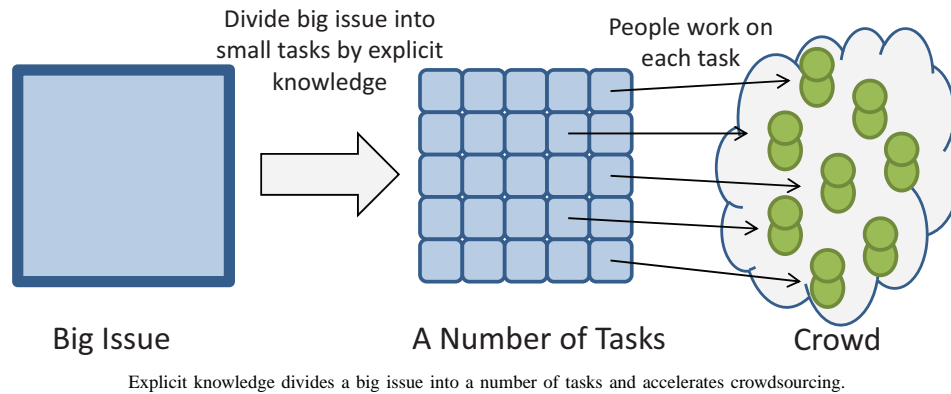 Divide big issue into
small tasks by explicit
knowledge
People work on
each task
Big Issue
A Number of Tasks
Crowd
Explicit knowledge divides a big issue into a number of tasks and accelerates crowdsourcing.